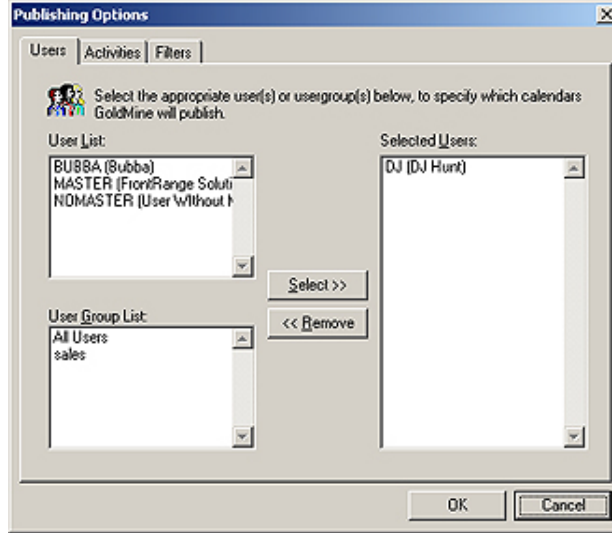 Publishing Options
Users
Activities
Filters
Select the appropriate user(s) or usergroup(s) below, to specify which calendars
GoldMine will publish.
User List:
Selected Users:
BUBBA (Bubba)
MASTER (FrontRange Soluti
NOMASTER (User WIthout N
DJ (DJ Hunt)
Select >>
<< Remove
User Group List:
All Users
sales
OK
Cancel